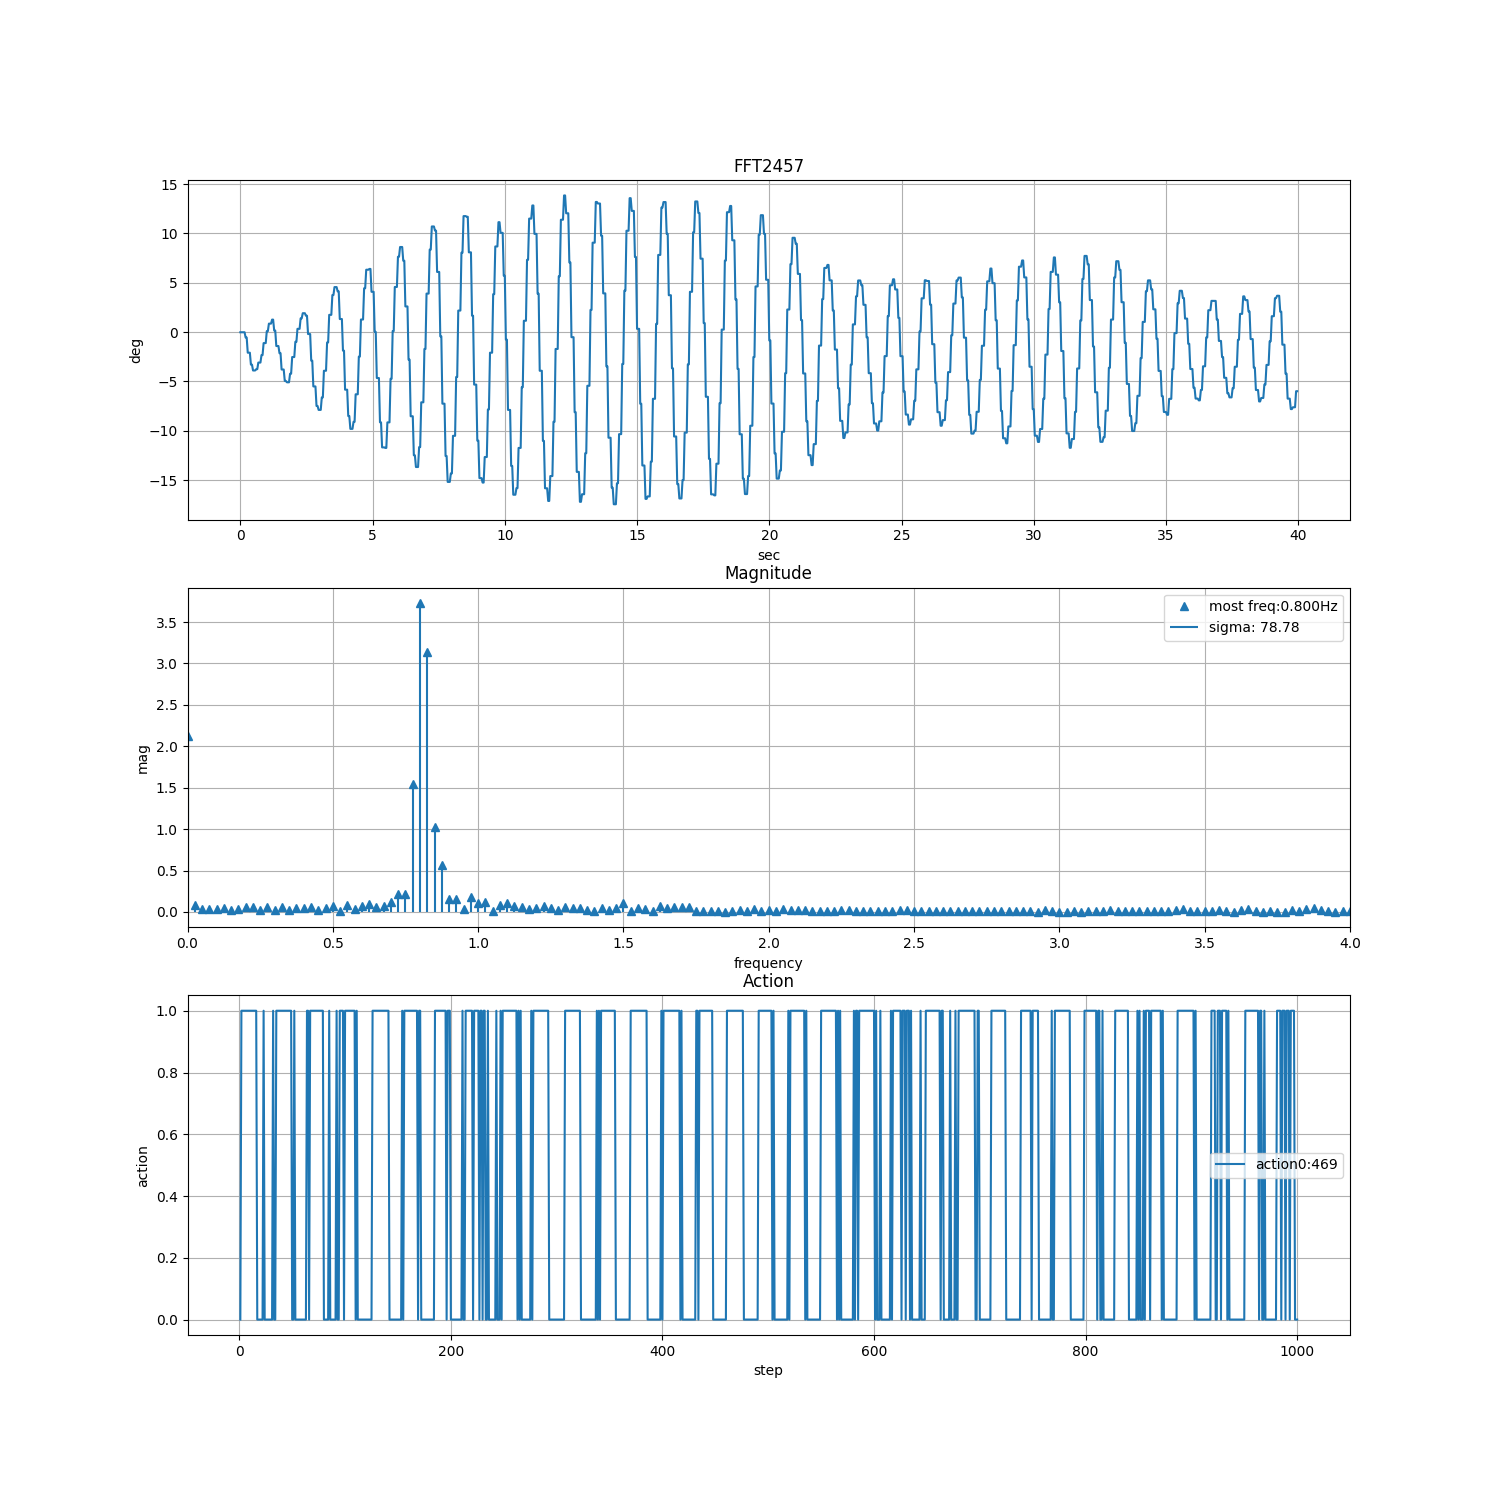 FFT2457
15
10
5
0
−5
−10
−15
deg
0 5 10 15 20 25 30 35 40
sec
Magnitude
most freq:0.800Hz
sigma: 78.78
3.5
3.0
2.5
2.0
1.5
1.0
0.5
0.0
mag
0.0 0.5 1.0 1.5 2.0 2.5 3.0 3.5 4.0
frequency
Action
1.0
0.8
0.6
0.4
0.2
0.0
action
action0:469
0 200 400 600 800 1000
step